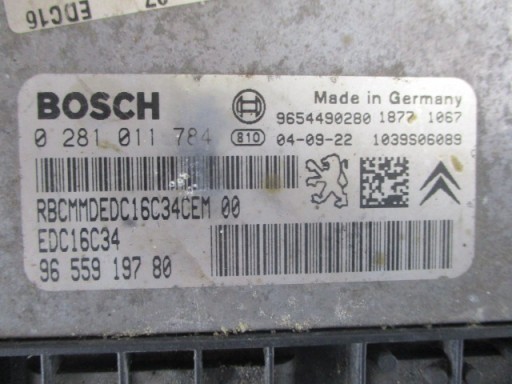 EDC16
BOSCH
Made in Germany
9654490280 1877 1067
0 281 011 784 810 04-09-22 1039S06089
RBCMMDEDC16C34CEM 00
EDC16C34
96 559 197 80